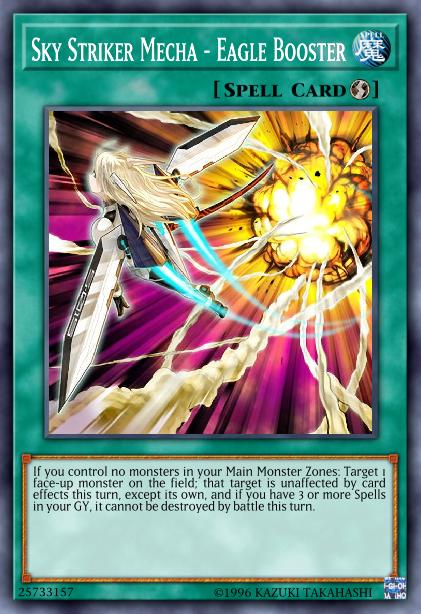 Sky Striker Mecha - Eagle Booster
SPELL
魔
[SPELL CARD]
If you control no monsters in your Main Monster Zones: Target 1
face-up monster on the field; that target is unaffected by card
effects this turn, except its own, and if you have 3 or more Spells
in your GY, it cannot be destroyed by battle this turn.
25733157
©1996 KAZUKI TAKAHASHI